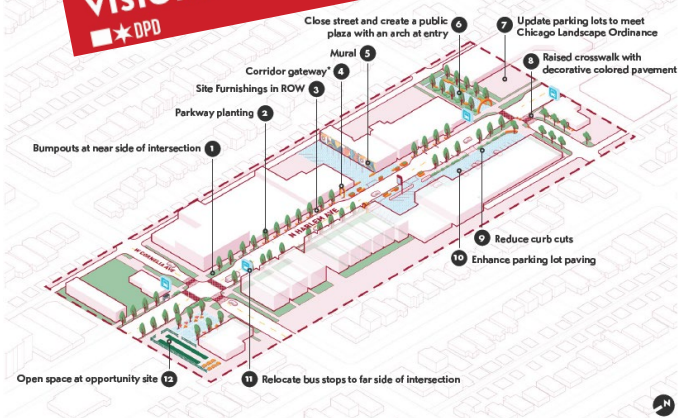 VISIO
DPD
Close street and create a public
plaza with an arch at entry 6
7 Update parking lots to meet
Chicago Landscape Ordinance
Mural 5
8 Raised crosswalk with
decorative colored pavement
Corridor gateway* 4
Site Furnishings in ROW 3
Parkway planting 2
Bumpouts at near side of intersection 1
N HARLEM AVE
N CORNELIA AVE
9 Reduce curb cuts
10 Enhance parking lot paving
Open space at opportunity site 12
11 Relocate bus stops to far side of intersection
N